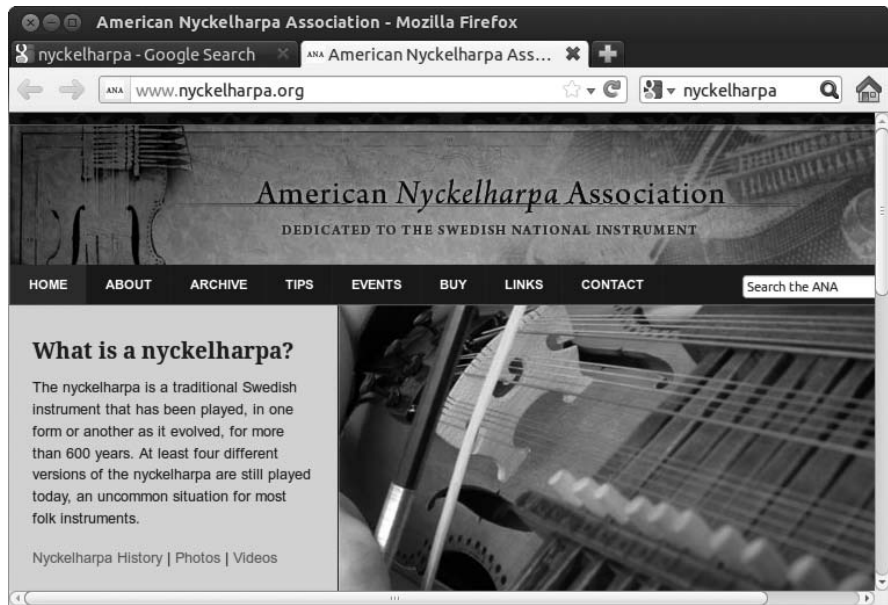 American Nyckelharpa Association - Mozilla Firefox
nyckelharpa - Google Search
ANA American Nyckelharpa Ass...
ANA www.nyckelharpa.org
nyckelharpa
American Nyckelharpa Association
DEDICATED TO THE SWEDISH NATIONAL INSTRUMENT
HOME ABOUT ARCHIVE TIPS EVENTS BUY LINKS CONTACT
Search the ANA
What is a nyckelharpa?
The nyckelharpa is a traditional Swedish
instrument that has been played, in one
form or another as it evolved, for more
than 600 years. At least four different
versions of the nyckelharpa are still played
today, an uncommon situation for most
folk instruments.
Nyckelharpa History | Photos | Videos